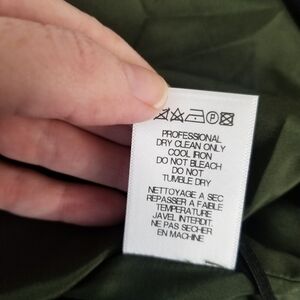 PROFESSIONAL
DRY CLEAN ONLY
COOL IRON
DO NOT BLEACH
DO NOT
TUMBLE DRY
NETTOYAGE A SEC
REPASSER A FAIBLE
TEMPERATURE
JAVEL INTERDIT.
NE PAS SECHER
EN MACHINE